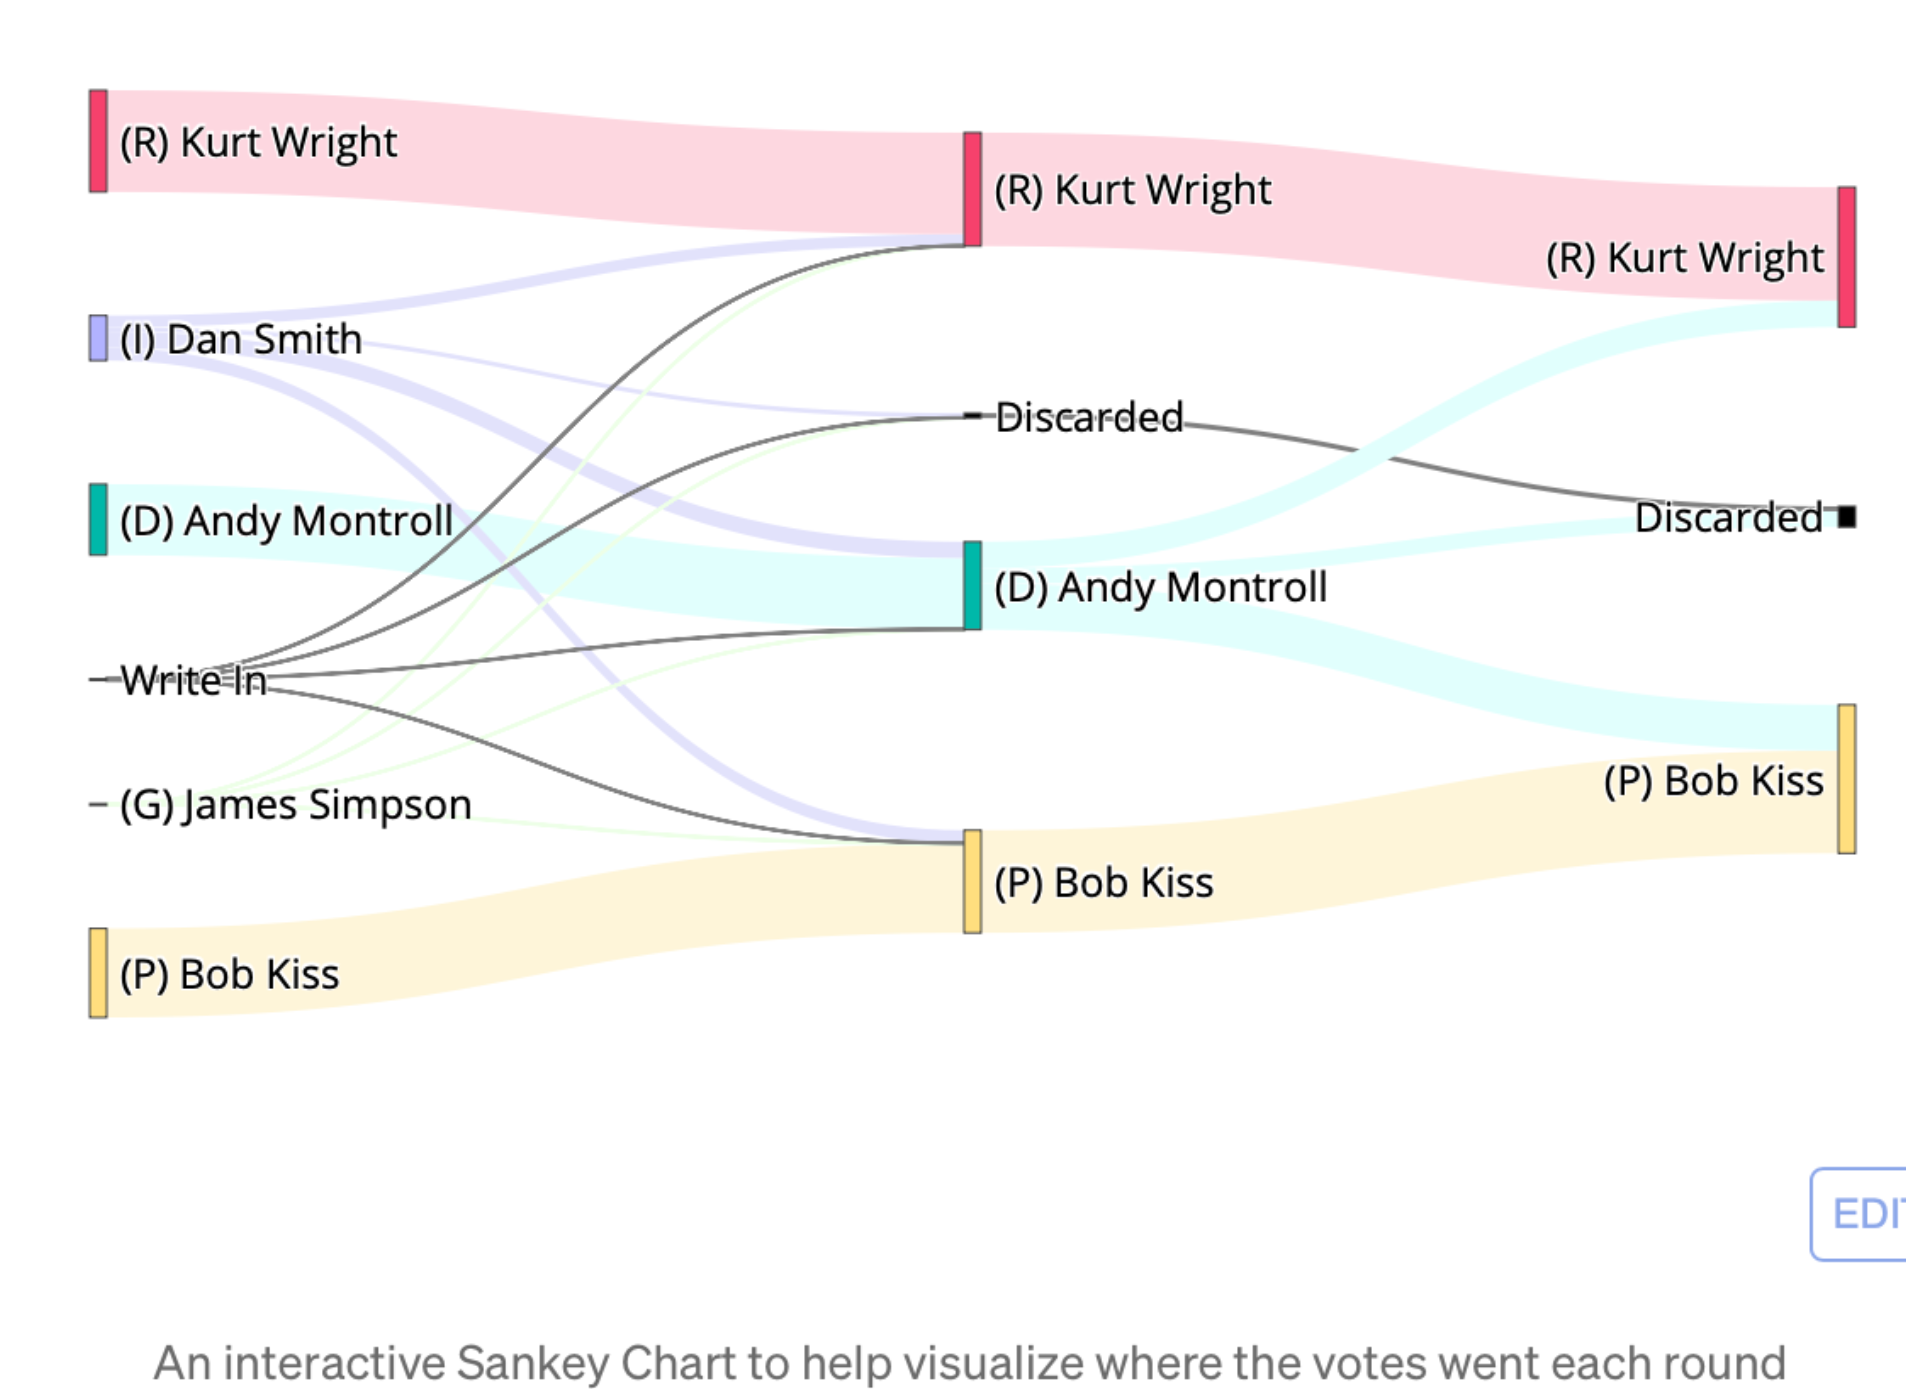 (R) Kurt Wright
(I) Dan Smith
(D) Andy Montroll
Write In
(G) James Simpson
(P) Bob Kiss
(R) Kurt Wright
Discarded
(D) Andy Montroll
(P) Bob Kiss
(R) Kurt Wright
Discarded
(P) Bob Kiss
EDI
An interactive Sankey Chart to help visualize where the votes went each round